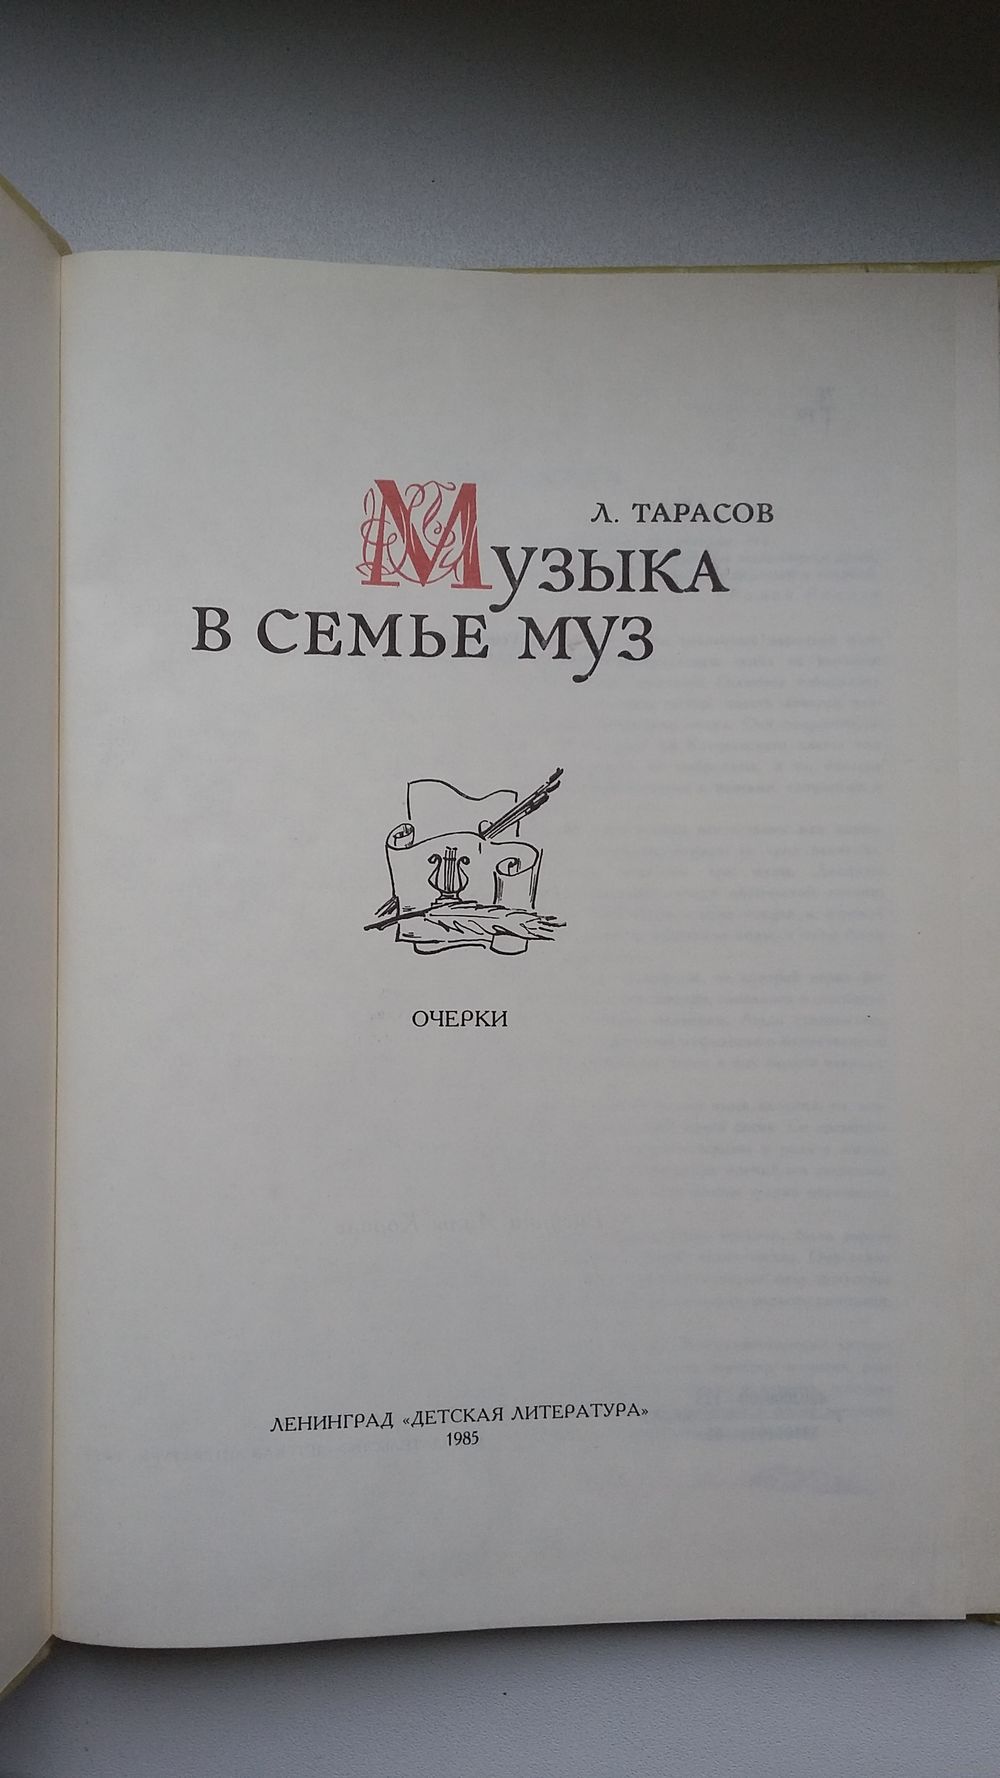 Л. ТАРАСОВ
Музыка
в семье муз
ОЧЕРКИ
ЛЕНИНГРАД «ДЕТСКАЯ ЛИТЕРАТУРА»
1985